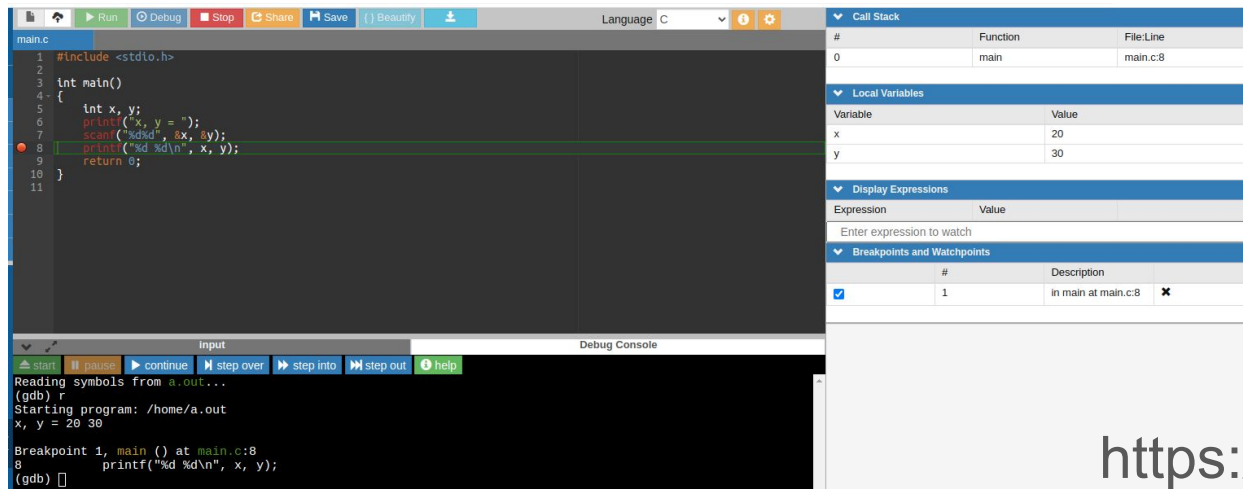 Run Debug Stop Share Save { } Beautify Language C
main.c
1 #include <stdio.h>
2
3 int main()
4 {
5 int x, y;
6 printf("x, y = ");
7 scanf("%d%d", &x, &y);
8 printf("%d %d\n", x, y);
9 return 0;
10 }
11
input Debug Console
start pause continue step over step into step out help
Reading symbols from a.out...
(gdb) r
Starting program: /home/a.out
x, y = 20 30
Breakpoint 1, main () at main.c:8
8 printf("%d %d\n", x, y);
(gdb)
Call Stack
# Function File:Line
0 main main.c:8
Local Variables
Variable Value
x 20
y 30
Display Expressions
Expression Value
Enter expression to watch
Breakpoints and Watchpoints
# Description
1 in main at main.c:8
https: